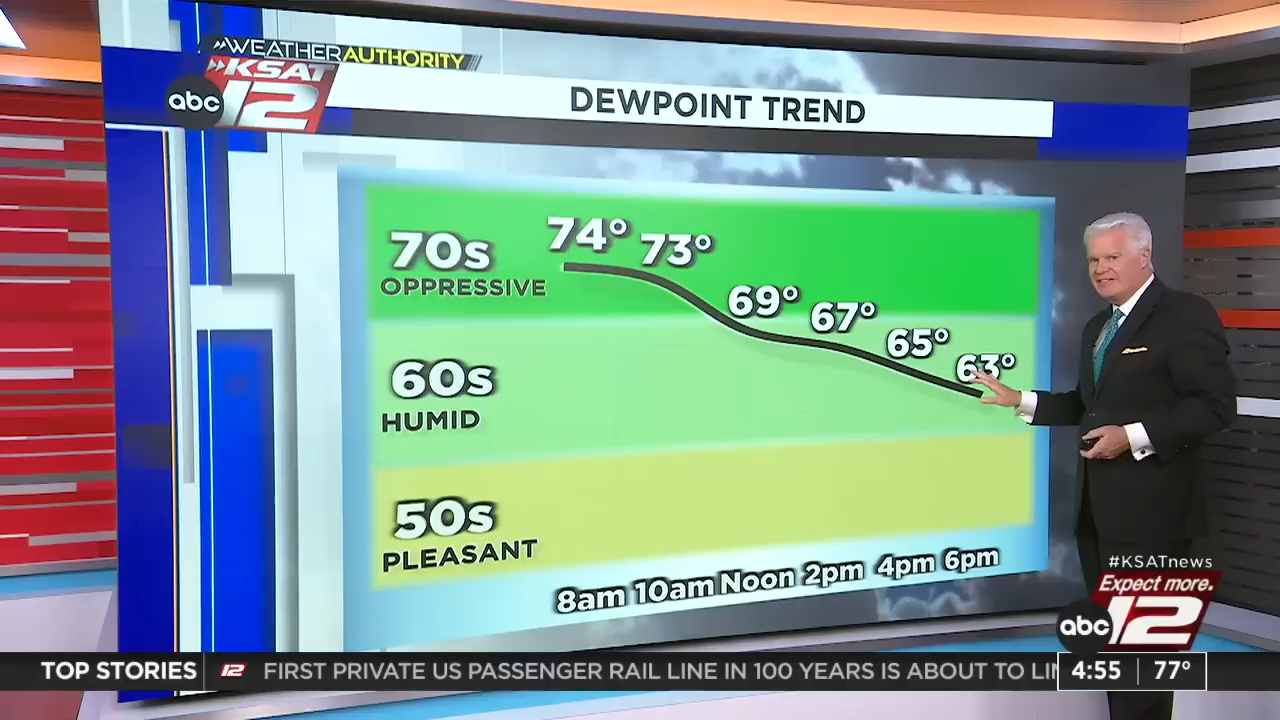 WEATHER AUTHORITY
KSAT
abc 12
DEWPOINT TREND
70s
OPPRESSIVE
74° 73° 69° 67° 65° 63°
60s
HUMID
50s
PLEASANT
8am 10am Noon 2pm 4pm 6pm
#KSATnews
Expect more.
abc 12
TOP STORIES 12 FIRST PRIVATE US PASSENGER RAIL LINE IN 100 YEARS IS ABOUT TO LIN 4:55 77°